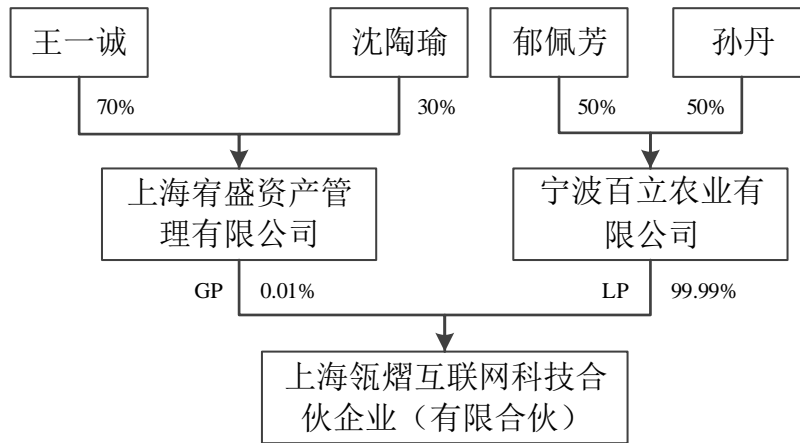 王一诚
沈陶瑜
郁佩芳
孙丹
70%
30%
50%
50%
上海宥盛资产管
理有限公司
宁波百立农业有
限公司
GP
0.01%
LP
99.99%
上海瓴熠互联网科技合
伙企业（有限合伙）